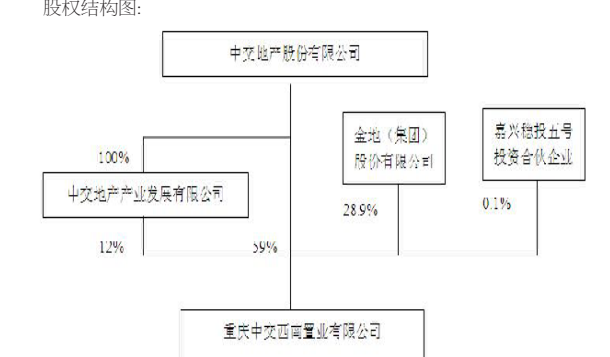 股权结构图:
中交地产股份有限公司
金地（集团）
股份有限公司
嘉兴稳投五号
投资合伙企业
100%
中交地产产业发展有限公司
28.9%
0.1%
12%
59%
重庆中交西南置业有限公司